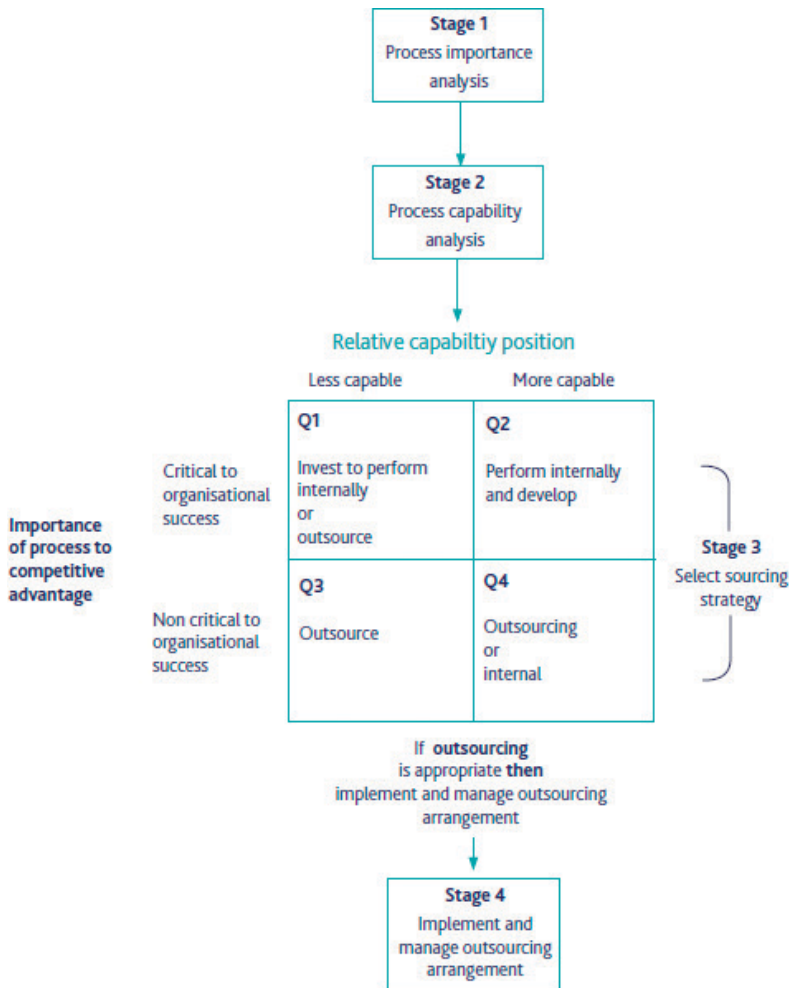 Stage 1
Process importance
analysis
Stage 2
Process capability
analysis
Relative capabiltiy position
Less capable
More capable
Importance
of process to
competitive
advantage
Critical to
organisational
success
Q1
Invest to perform
internally
or
outsource
Q2
Perform internally
and develop
Non critical to
organisational
success
Q3
Outsource
Q4
Outsourcing
or
internal
Stage 3
Select sourcing
strategy
If outsourcing
is appropriate then
implement and manage outsourcing
arrangement
Stage 4
Implement and
manage outsourcing
arrangement